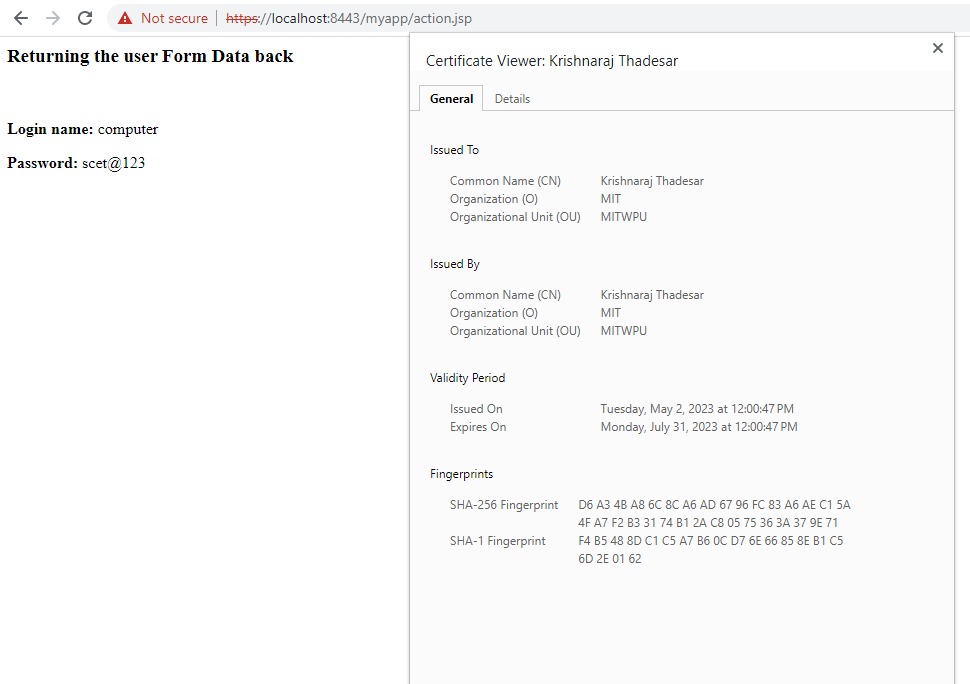 Not secure | https://localhost:8443/myapp/action.jsp
Returning the user Form Data back
Login name: computer
Password: scet@123
Certificate Viewer: Krishnaraj Thadesar
General Details
Issued To
Common Name (CN) Krishnaraj Thadesar
Organization (O) MIT
Organizational Unit (OU) MITWPU
Issued By
Common Name (CN) Krishnaraj Thadesar
Organization (O) MIT
Organizational Unit (OU) MITWPU
Validity Period
Issued On Tuesday, May 2, 2023 at 12:00:47 PM
Expires On Monday, July 31, 2023 at 12:00:47 PM
Fingerprints
SHA-256 Fingerprint D6 A3 4B A8 6C 8C A6 AD 67 96 FC 83 A6 AE C1 5A
4F A7 F2 B3 31 74 B1 2A C8 05 75 36 3A 37 9E 71
SHA-1 Fingerprint F4 B5 48 8D C1 C5 A7 B6 0C D7 6E 66 85 8E B1 C5
6D 2E 01 62